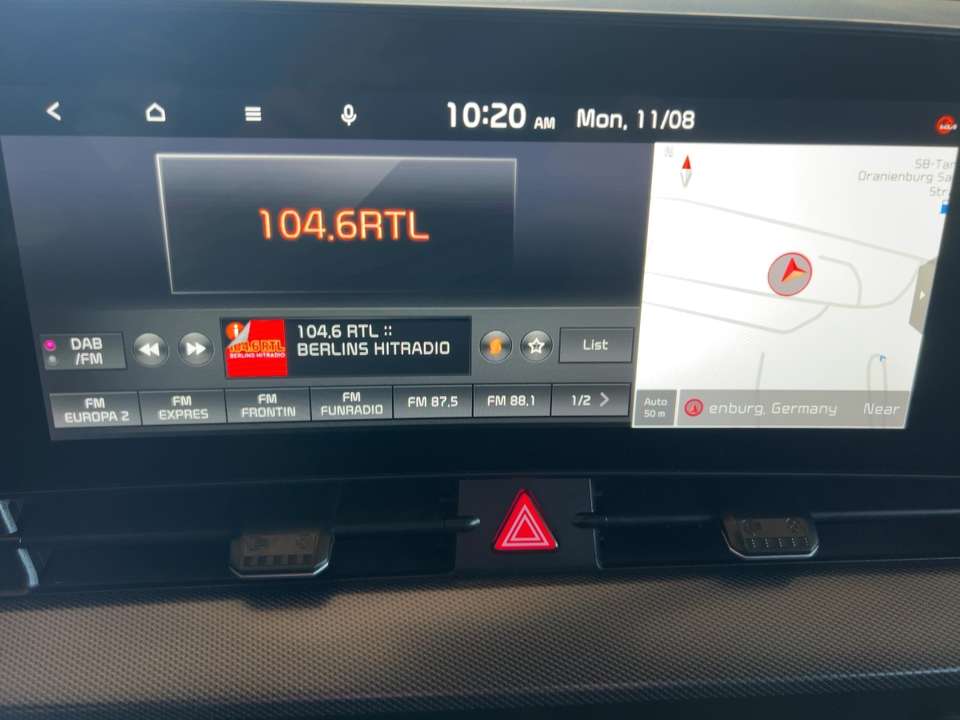 10:20 AM Mon, 11/08
N
SB-Tan
Oranienburg Sa
Str
104.6RTL
DAB
/FM
104.6 RTL
BERLINS HITRADIO
104.6 RTL ::
BERLINS HITRADIO
List
FM
EUROPA 2
FM
EXPRES
FM
FRONTIN
FM
FUNRADIO
FM 87.5
FM 88.1
1/2
Auto
50 m
enburg, Germany Near